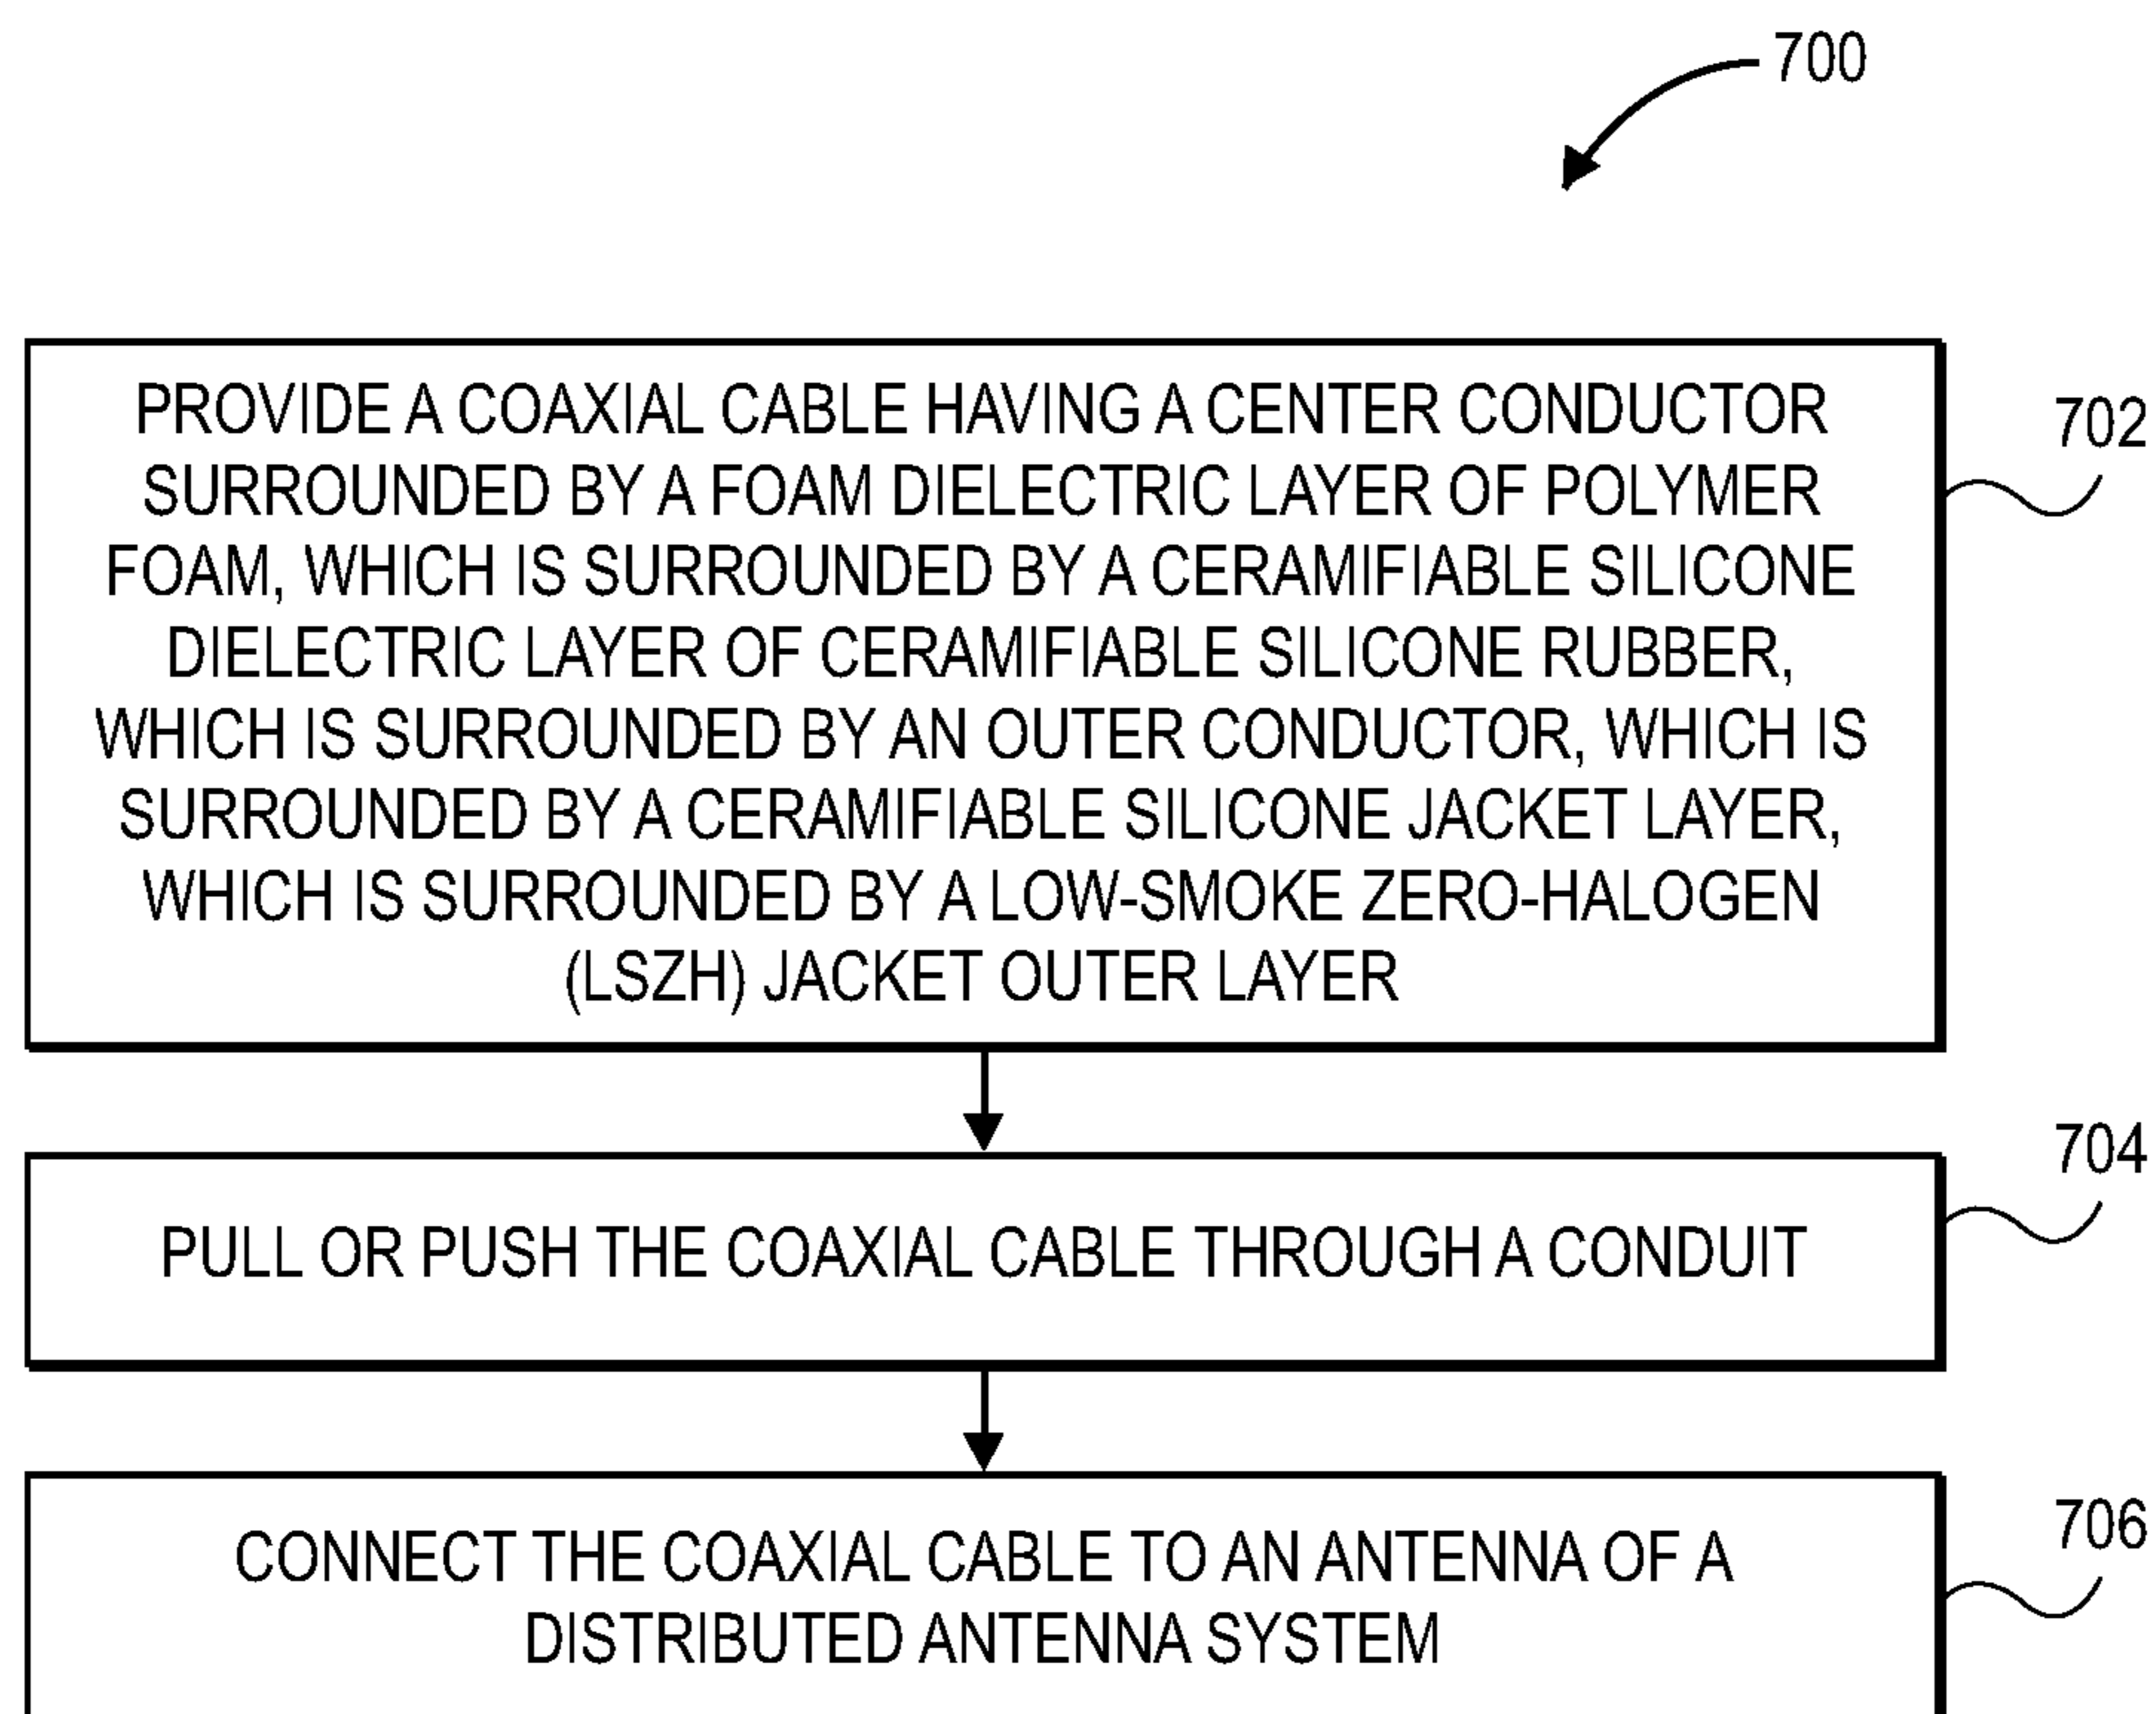 700
PROVIDE A COAXIAL CABLE HAVING A CENTER CONDUCTOR
SURROUNDED BY A FOAM DIELECTRIC LAYER OF POLYMER
FOAM, WHICH IS SURROUNDED BY A CERAMIFIABLE SILICONE
DIELECTRIC LAYER OF CERAMIFIABLE SILICONE RUBBER,
WHICH IS SURROUNDED BY AN OUTER CONDUCTOR, WHICH IS
SURROUNDED BY A CERAMIFIABLE SILICONE JACKET LAYER,
WHICH IS SURROUNDED BY A LOW-SMOKE ZERO-HALOGEN
(LSZH) JACKET OUTER LAYER
702
PULL OR PUSH THE COAXIAL CABLE THROUGH A CONDUIT
704
CONNECT THE COAXIAL CABLE TO AN ANTENNA OF A
DISTRIBUTED ANTENNA SYSTEM
706